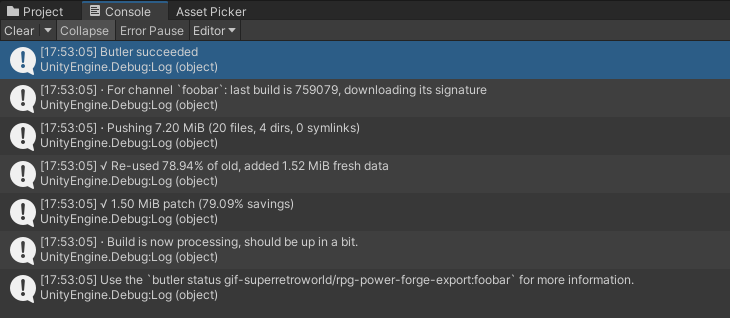 Project
Console
Asset Picker
Clear
Collapse
Error Pause
Editor
[17:53:05] Butler succeeded
UnityEngine.Debug:Log (object)
[17:53:05] · For channel `foobar`: last build is 759079, downloading its signature
UnityEngine.Debug:Log (object)
[17:53:05] · Pushing 7.20 MiB (20 files, 4 dirs, 0 symlinks)
UnityEngine.Debug:Log (object)
[17:53:05] √ Re-used 78.94% of old, added 1.52 MiB fresh data
UnityEngine.Debug:Log (object)
[17:53:05] √ 1.50 MiB patch (79.09% savings)
UnityEngine.Debug:Log (object)
[17:53:05] · Build is now processing, should be up in a bit.
UnityEngine.Debug:Log (object)
[17:53:05] Use the `butler status gif-superretroworld/rpg-power-forge-export:foobar` for more information.
UnityEngine.Debug:Log (object)